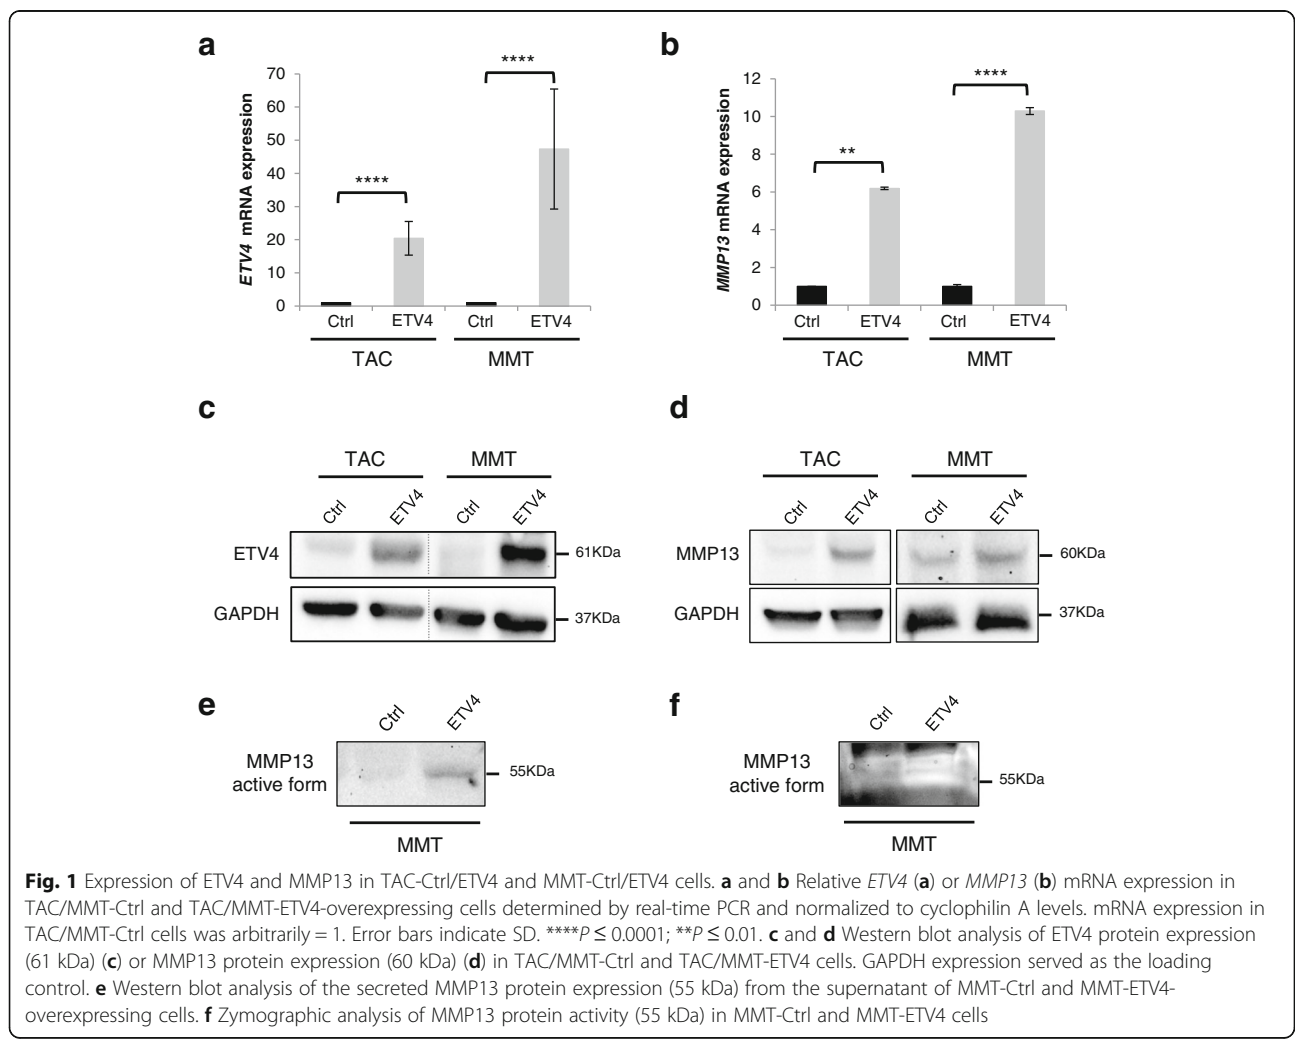 a
b
****
****
70
60
50
40
30
20
10
0
ETV4 mRNA expression
Ctrl
ETV4
Ctrl
ETV4
TAC
MMT
**
****
12
10
8
6
4
2
0
MMP13 mRNA expression
Ctrl
ETV4
Ctrl
ETV4
TAC
MMT
c
d
TAC
MMT
Ctrl
ETV4
Ctrl
ETV4
ETV4
61KDa
GAPDH
37KDa
TAC
MMT
Ctrl
ETV4
Ctrl
ETV4
MMP13
60KDa
GAPDH
37KDa
e
f
Ctrl
ETV4
MMP13
active form
55KDa
MMT
Ctrl
ETV4
MMP13
active form
55KDa
MMT
Fig. 1 Expression of ETV4 and MMP13 in TAC-Ctrl/ETV4 and MMT-Ctrl/ETV4 cells. a and b Relative ETV4 (a) or MMP13 (b) mRNA expression in
TAC/MMT-Ctrl and TAC/MMT-ETV4-overexpressing cells determined by real-time PCR and normalized to cyclophilin A levels. mRNA expression in
TAC/MMT-Ctrl cells was arbitrarily = 1. Error bars indicate SD. ****P ≤ 0.0001; **P ≤ 0.01. c and d Western blot analysis of ETV4 protein expression
(61 kDa) (c) or MMP13 protein expression (60 kDa) (d) in TAC/MMT-Ctrl and TAC/MMT-ETV4 cells. GAPDH expression served as the loading
control. e Western blot analysis of the secreted MMP13 protein expression (55 kDa) from the supernatant of MMT-Ctrl and MMT-ETV4-
overexpressing cells. f Zymographic analysis of MMP13 protein activity (55 kDa) in MMT-Ctrl and MMT-ETV4 cells